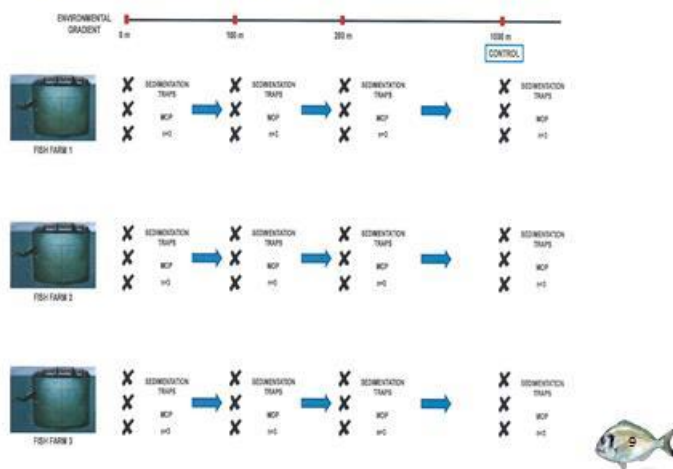 ENVIRONMENTAL
GRADIENT
0 m
100 m
200 m
1000 m
CONTROL
SEDIMENTATION
TRAPS
MOP
n=3
SEDIMENTATION
TRAPS
MOP
n=3
SEDIMENTATION
TRAPS
MOP
n=3
SEDIMENTATION
TRAPS
MOP
n=3
FISH FARM 1
SEDIMENTATION
TRAPS
MOP
n=3
SEDIMENTATION
TRAPS
MOP
n=3
SEDIMENTATION
TRAPS
MOP
n=3
SEDIMENTATION
TRAPS
MOP
n=3
FISH FARM 2
SEDIMENTATION
TRAPS
MOP
n=3
SEDIMENTATION
TRAPS
MOP
n=3
SEDIMENTATION
TRAPS
MOP
n=3
SEDIMENTATION
TRAPS
MOP
n=3
FISH FARM 3
9